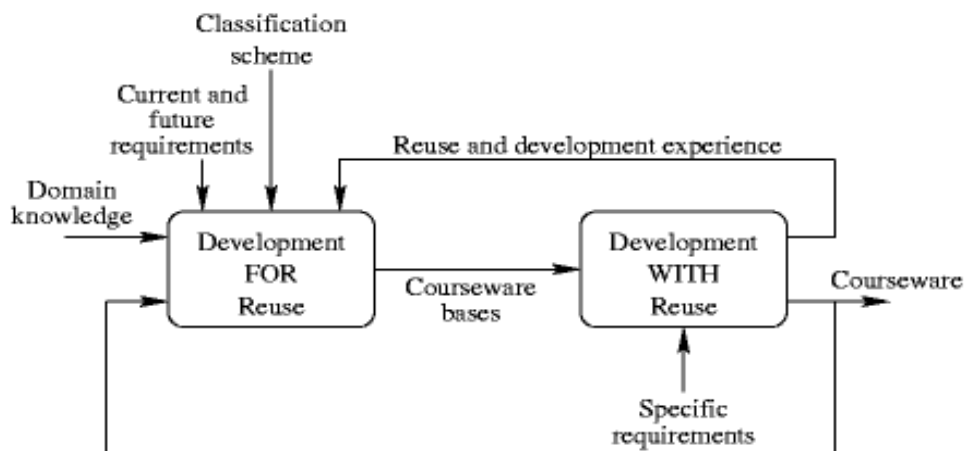 Classification
scheme
Current and
future
requirements
Reuse and development experience
Domain
knowledge
Development
FOR
Reuse
Courseware
bases
Development
WITH
Reuse
Courseware
Specific
requirements